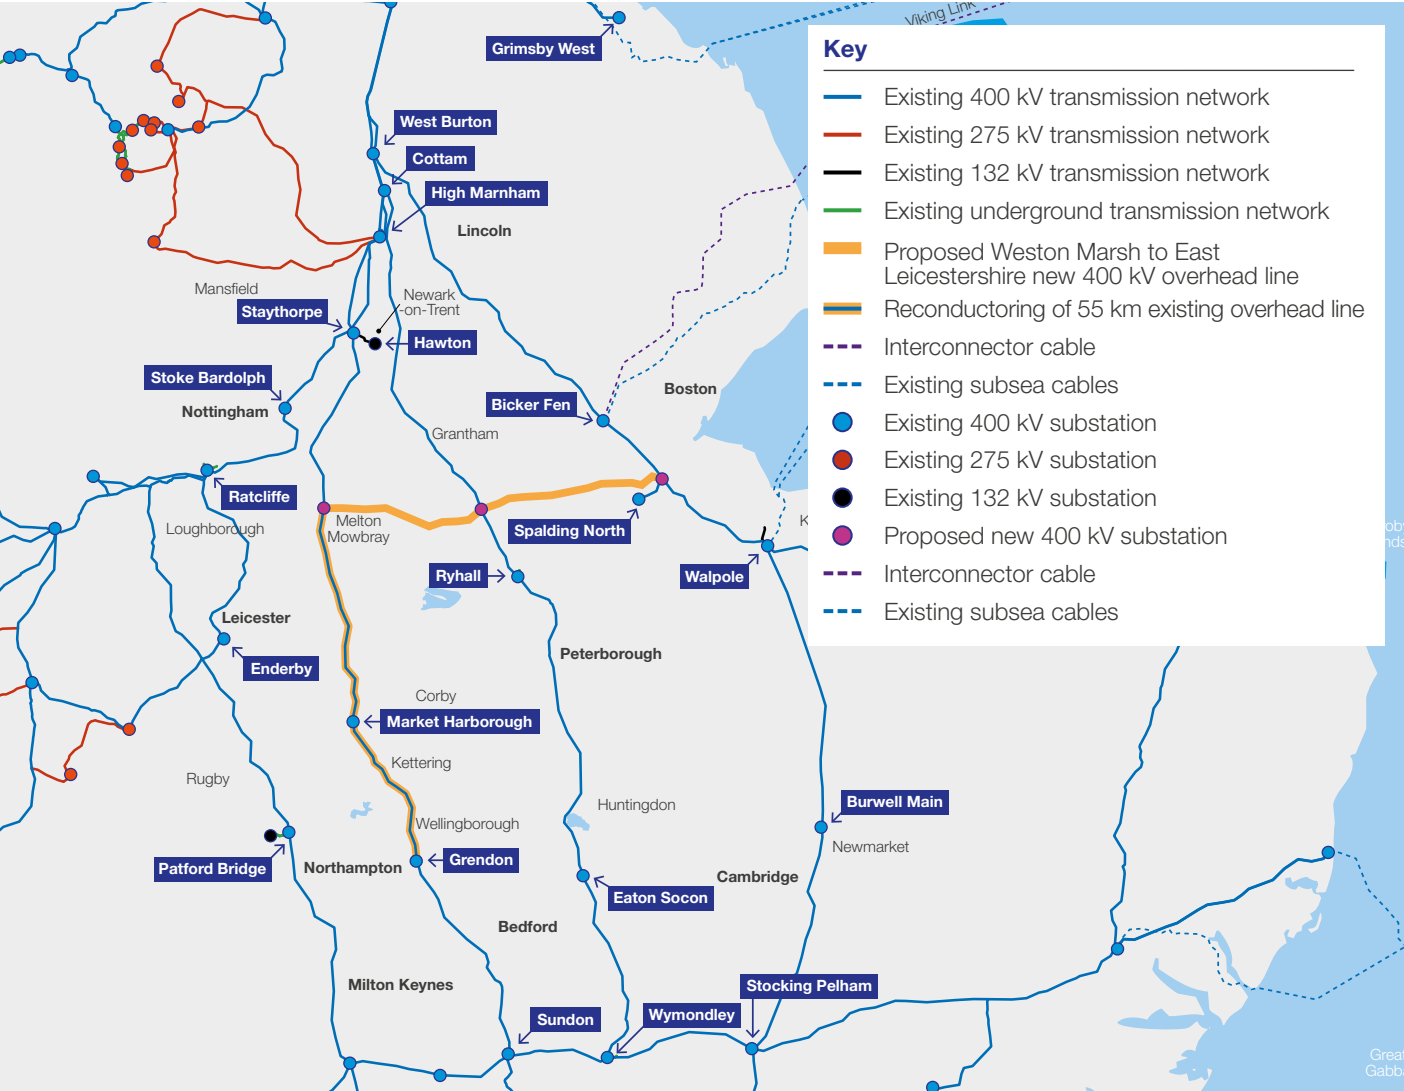 Viking Link
Grimsby West
Key
Existing 400 kV transmission network
Existing 275 kV transmission network
Existing 132 kV transmission network
Existing underground transmission network
Proposed Weston Marsh to East
Leicestershire new 400 kV overhead line
Reconductoring of 55 km existing overhead line
Interconnector cable
Existing subsea cables
Existing 400 kV substation
Existing 275 kV substation
Existing 132 kV substation
Proposed new 400 kV substation
Interconnector cable
Existing subsea cables
West Burton
Cottam
High Marnham
Lincoln
Mansfield
Newark
-on-Trent
Staythorpe
Hawton
Stoke Bardolph
Nottingham
Boston
Bicker Fen
Grantham
Ratcliffe
Loughborough
Melton
Mowbray
Spalding North
K
Walpole
Ryhall
Leicester
Enderby
Peterborough
Corby
Market Harborough
Kettering
Rugby
Huntingdon
Burwell Main
Wellingborough
Newmarket
Patford Bridge
Northampton
Grendon
Cambridge
Eaton Socon
Bedford
Milton Keynes
Stocking Pelham
Sundon
Wymondley
Great
Gabb